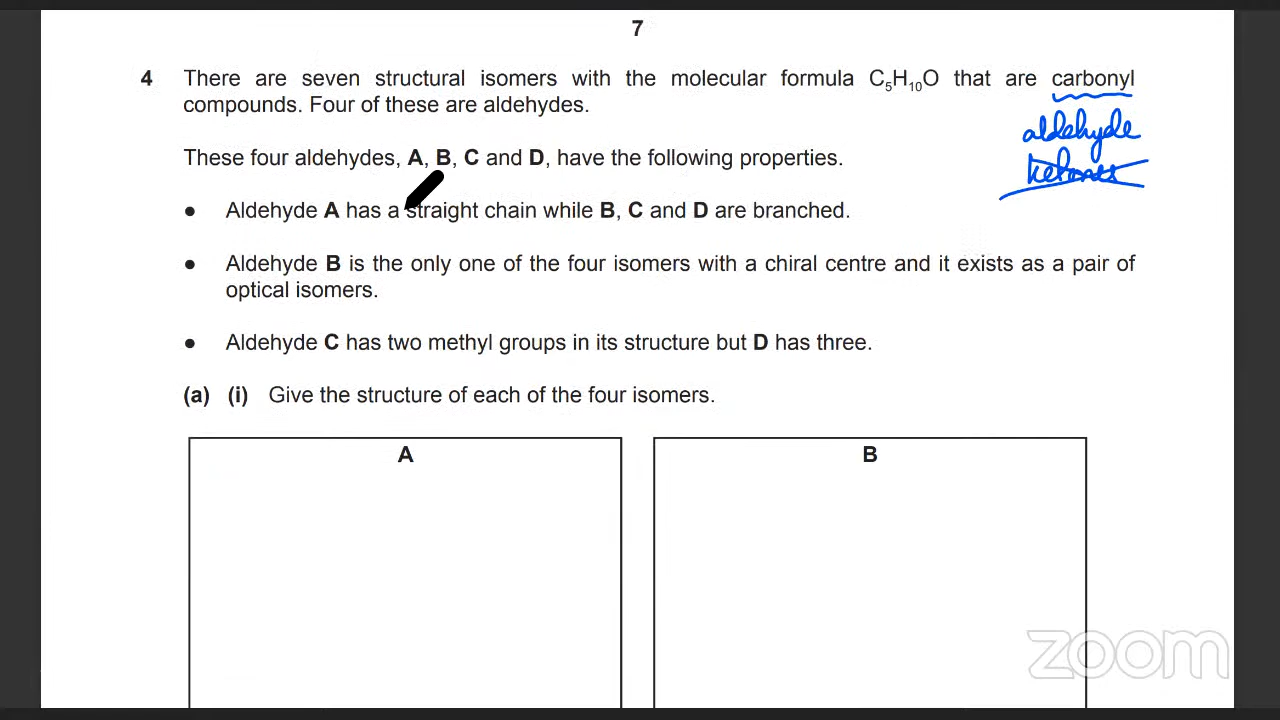 7
4 There are seven structural isomers with the molecular formula C₅H₁₀O that are carbonyl
compounds. Four of these are aldehydes.
aldehyde
ketones
These four aldehydes, A, B, C and D, have the following properties.
• Aldehyde A has a straight chain while B, C and D are branched.
• Aldehyde B is the only one of the four isomers with a chiral centre and it exists as a pair of
optical isomers.
• Aldehyde C has two methyl groups in its structure but D has three.
(a) (i) Give the structure of each of the four isomers.
A
B
zoom